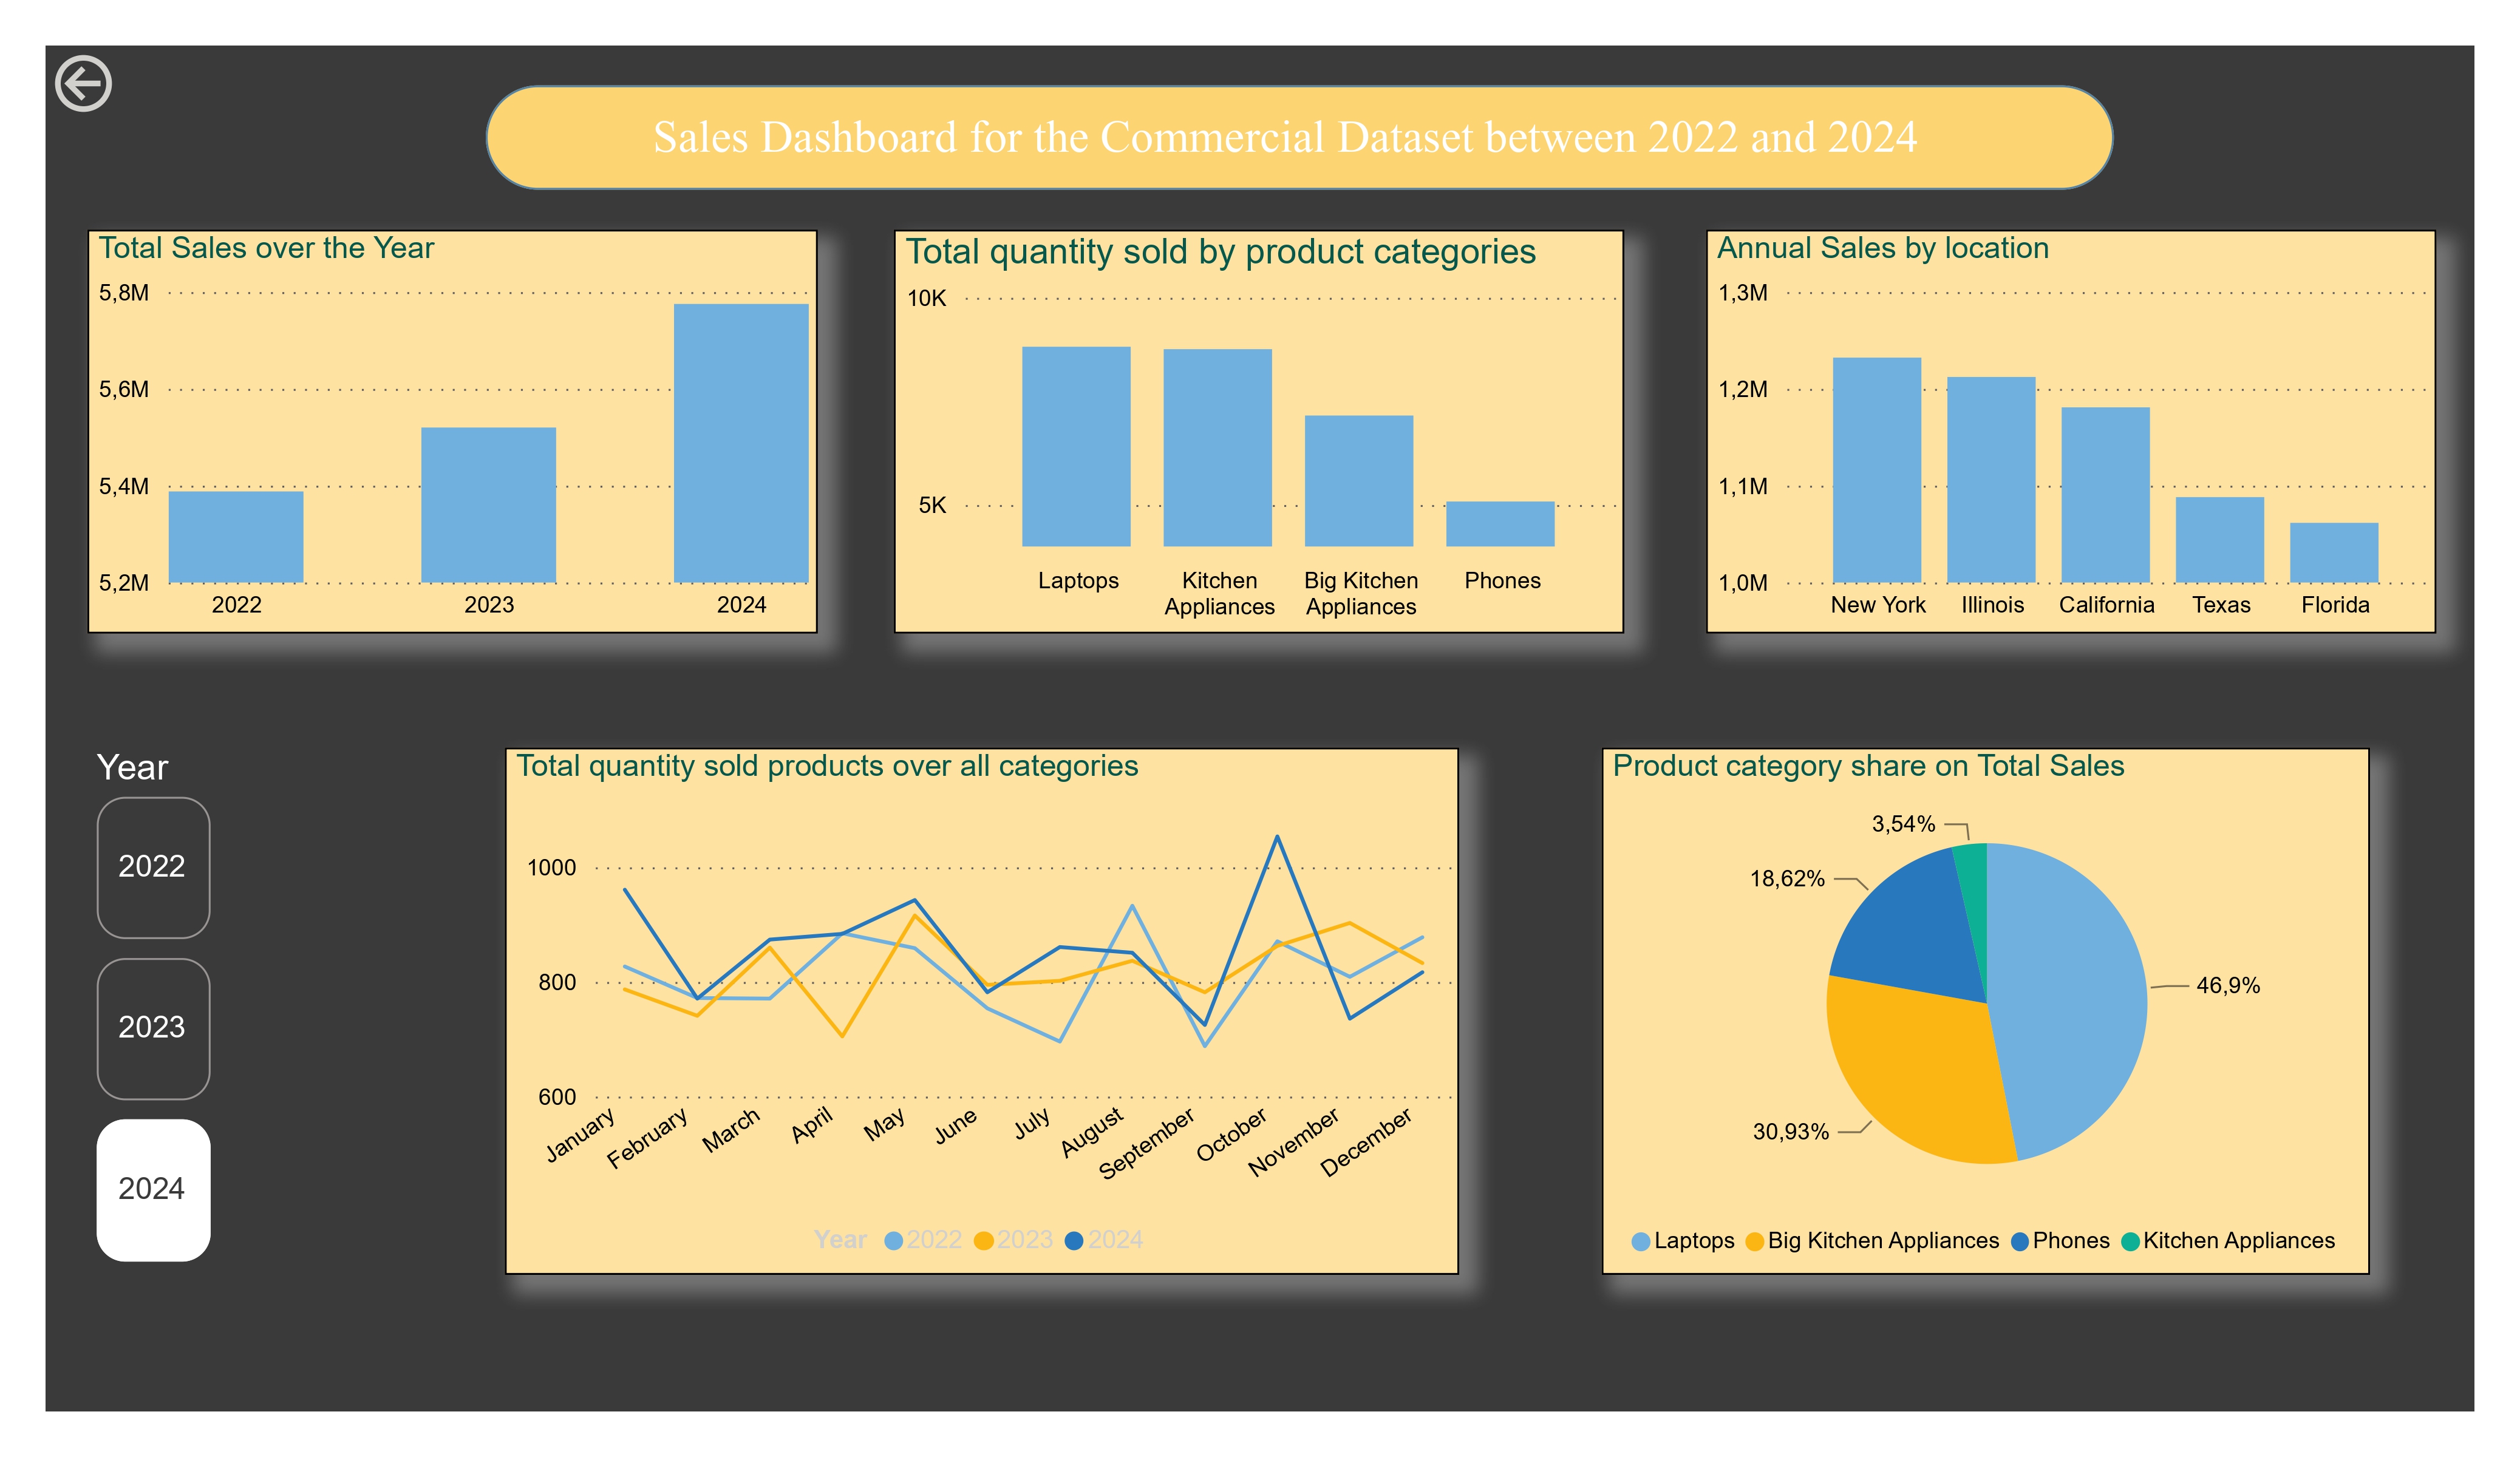 Sales Dashboard for the Commercial Dataset between 2022 and 2024
Total Sales over the Year
5,8M
5,6M
5,4M
5,2M
2022
2023
2024
Total quantity sold by product categories
10K
5K
Laptops
Kitchen
Appliances
Big Kitchen
Appliances
Phones
Annual Sales by location
1,3M
1,2M
1,1M
1,0M
New York
Illinois
California
Texas
Florida
Year
2022
2023
2024
Total quantity sold products over all categories
1000
800
600
January
February
March
April
May
June
July
August
September
October
November
December
Year 2022 2023 2024
Product category share on Total Sales
3,54%
18,62%
46,9%
30,93%
Laptops Big Kitchen Appliances Phones Kitchen Appliances